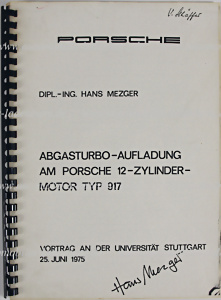 PORSCHE
DIPL.-ING. HANS MEZGER
ABGASTURBO-AUFLADUNG
AM PORSCHE 12-ZYLINDER-
MOTOR TYP 917
VORTRAG AN DER UNIVERSITÄT STUTTGART
25. JUNI 1975
Hans Mezger